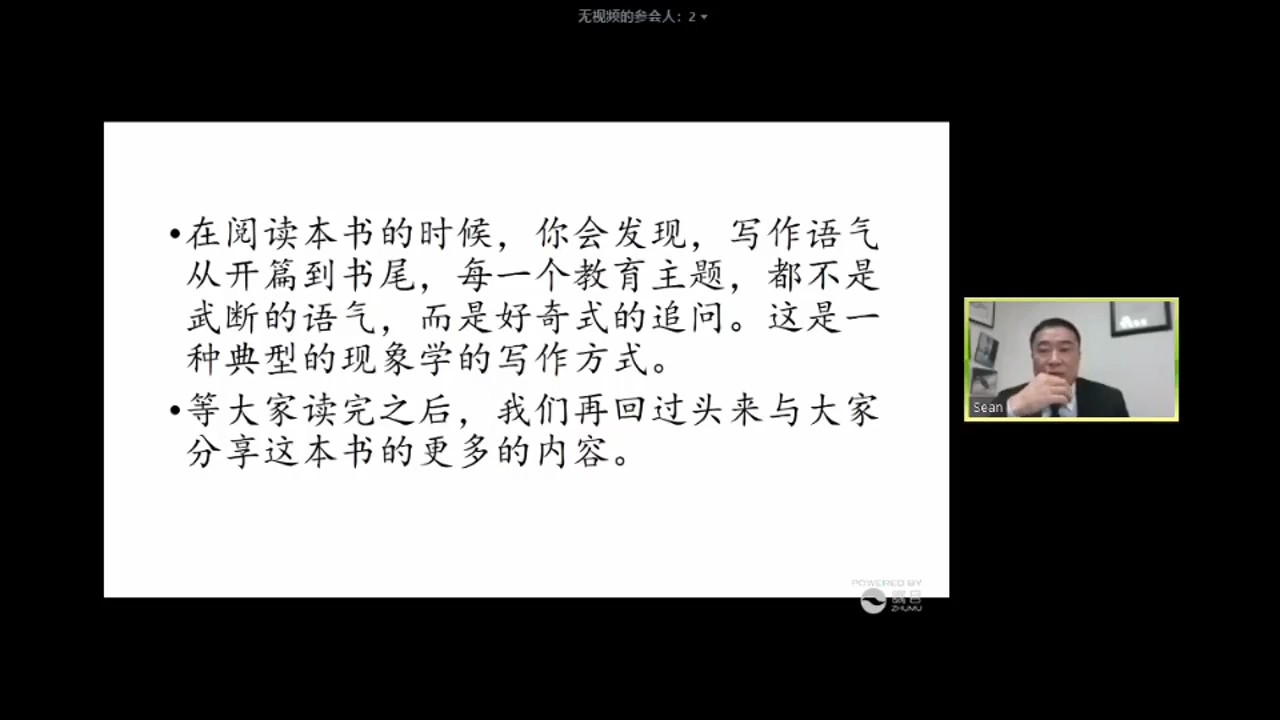 无视频的参会人：2
•在阅读本书的时候，你会发现，写作语气
从开篇到书尾，每一个教育主题，都不是
武断的语气，而是好奇式的追问。这是一
种典型的现象学的写作方式。
•等大家读完之后，我们再回过头来与大家
分享这本书的更多的内容。
Sean
POWERED BY
瞩目
ZHUMU